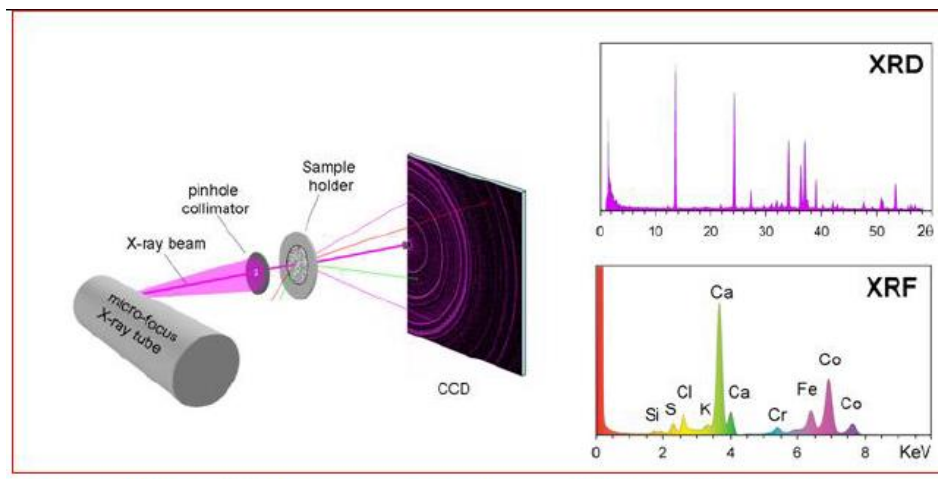 Sample
holder
pinhole
collimator
X-ray beam
micro-focus
X-ray tube
CCD
XRD
0 10 20 30 40 50 2θ
XRF
Ca
Co
Cl Fe
Si S K Ca Cr Co
0 2 4 6 8 KeV